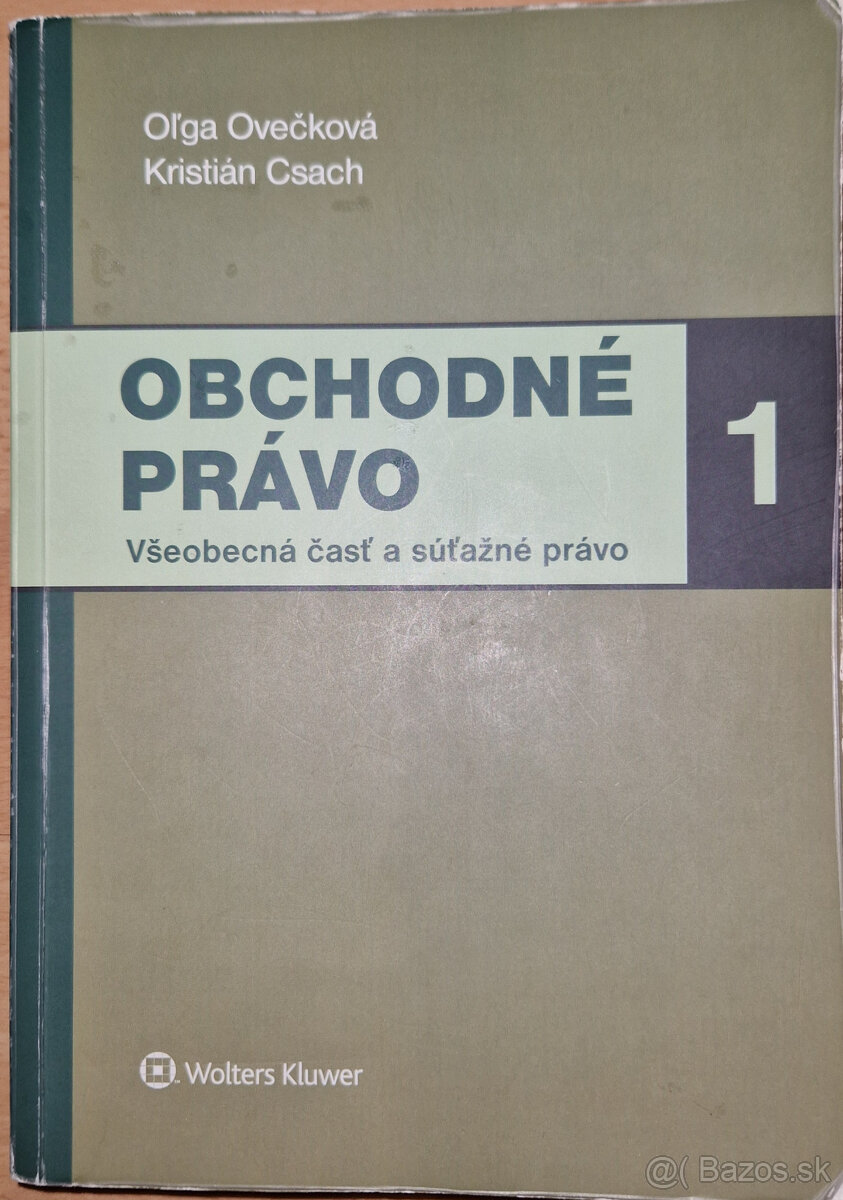 Oľga Ovečková
Kristián Csach
OBCHODNÉ
PRÁVO
1
Všeobecná časť a súťažné právo
Wolters Kluwer
@( Bazos.sk